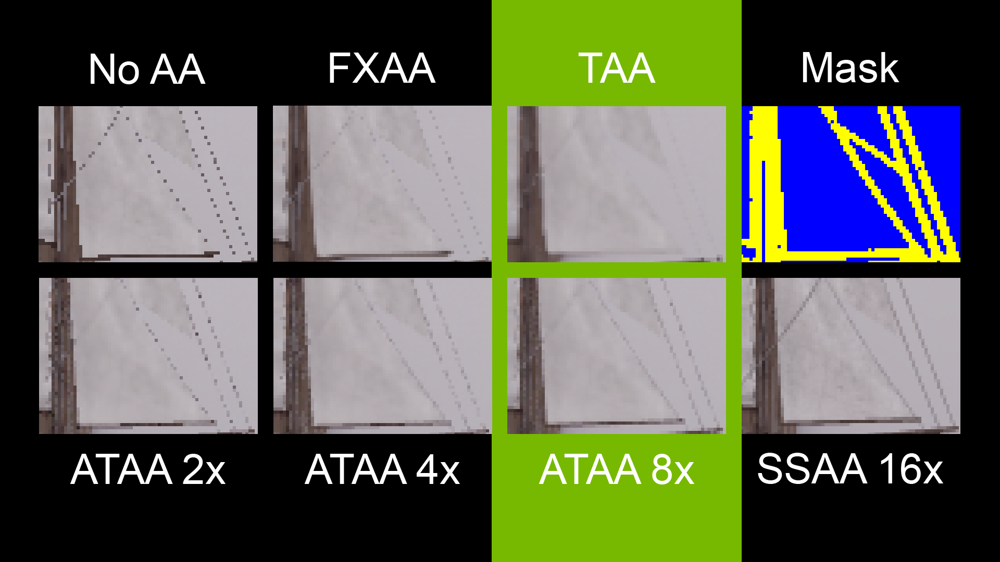 No AA FXAA TAA Mask
ATAA 2x ATAA 4x ATAA 8x SSAA 16x